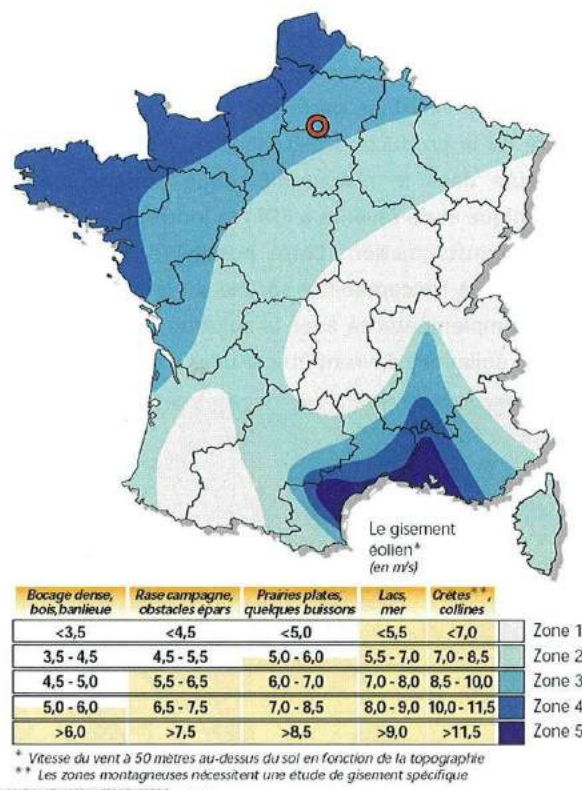 Le gisement
éolien*
(en m/s)
Bocage dense, bois, banlieue Rase campagne, obstacles épars Prairies plates, quelques buissons Lacs, mer Crêtes**, collines
<3,5 <4,5 <5,0 <5,5 <7,0 Zone 1
3,5 - 4,5 4,5 - 5,5 5,0 - 6,0 5,5 - 7,0 7,0 - 8,5 Zone 2
4,5 - 5,0 5,5 - 6,5 6,0 - 7,0 7,0 - 8,0 8,5 - 10,0 Zone 3
5,0 - 6,0 6,5 - 7,5 7,0 - 8,5 8,0 - 9,0 10,0 - 11,5 Zone 4
>6,0 >7,5 >8,5 >9,0 >11,5 Zone 5
* Vitesse du vent à 50 mètres au-dessus du sol en fonction de la topographie
** Les zones montagneuses nécessitent une étude de gisement spécifique